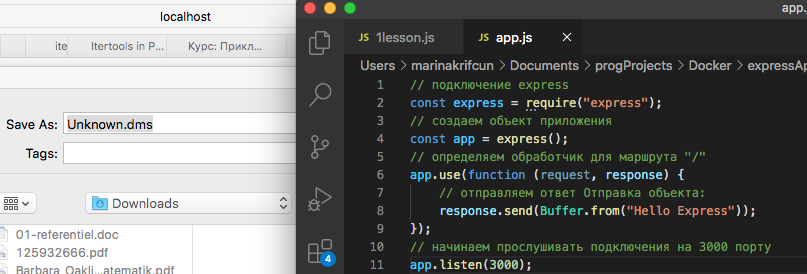 localhost
ite
Itertools in P...
Курс: Прикл...
Save As: Unknown.dms
Tags:
Downloads
01-referentiel.doc
125932666.pdf
Barbara_Oakli...atematik.pdf
app.
JS 1lesson.js
JS app.js
Users > marinakrifcun > Documents > progProjects > Docker > expressAp
1 // подключение express
2 const express = require("express");
3 // создаем объект приложения
4 const app = express();
5 // определяем обработчик для маршрута "/"
6 app.use(function (request, response) {
7 // отправляем ответ Отправка объекта:
8 response.send(Buffer.from("Hello Express"));
9 });
10 // начинаем прослушивать подключения на 3000 порту
11 app.listen(3000);
4